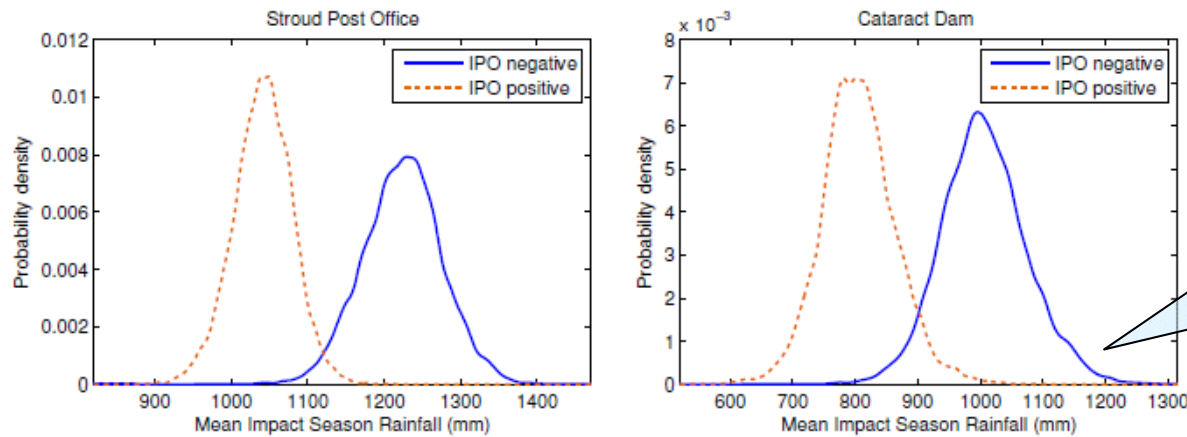 Stroud Post Office
0.012
0.01
0.008
0.006
0.004
0.002
0
Probability density
IPO negative
IPO positive
900 1000 1100 1200 1300 1400
Mean Impact Season Rainfall (mm)
x 10⁻³
Cataract Dam
8
7
6
5
4
3
2
1
0
Probability density
IPO negative
IPO positive
600 700 800 900 1000 1100 1200 1300
Mean Impact Season Rainfall (mm)